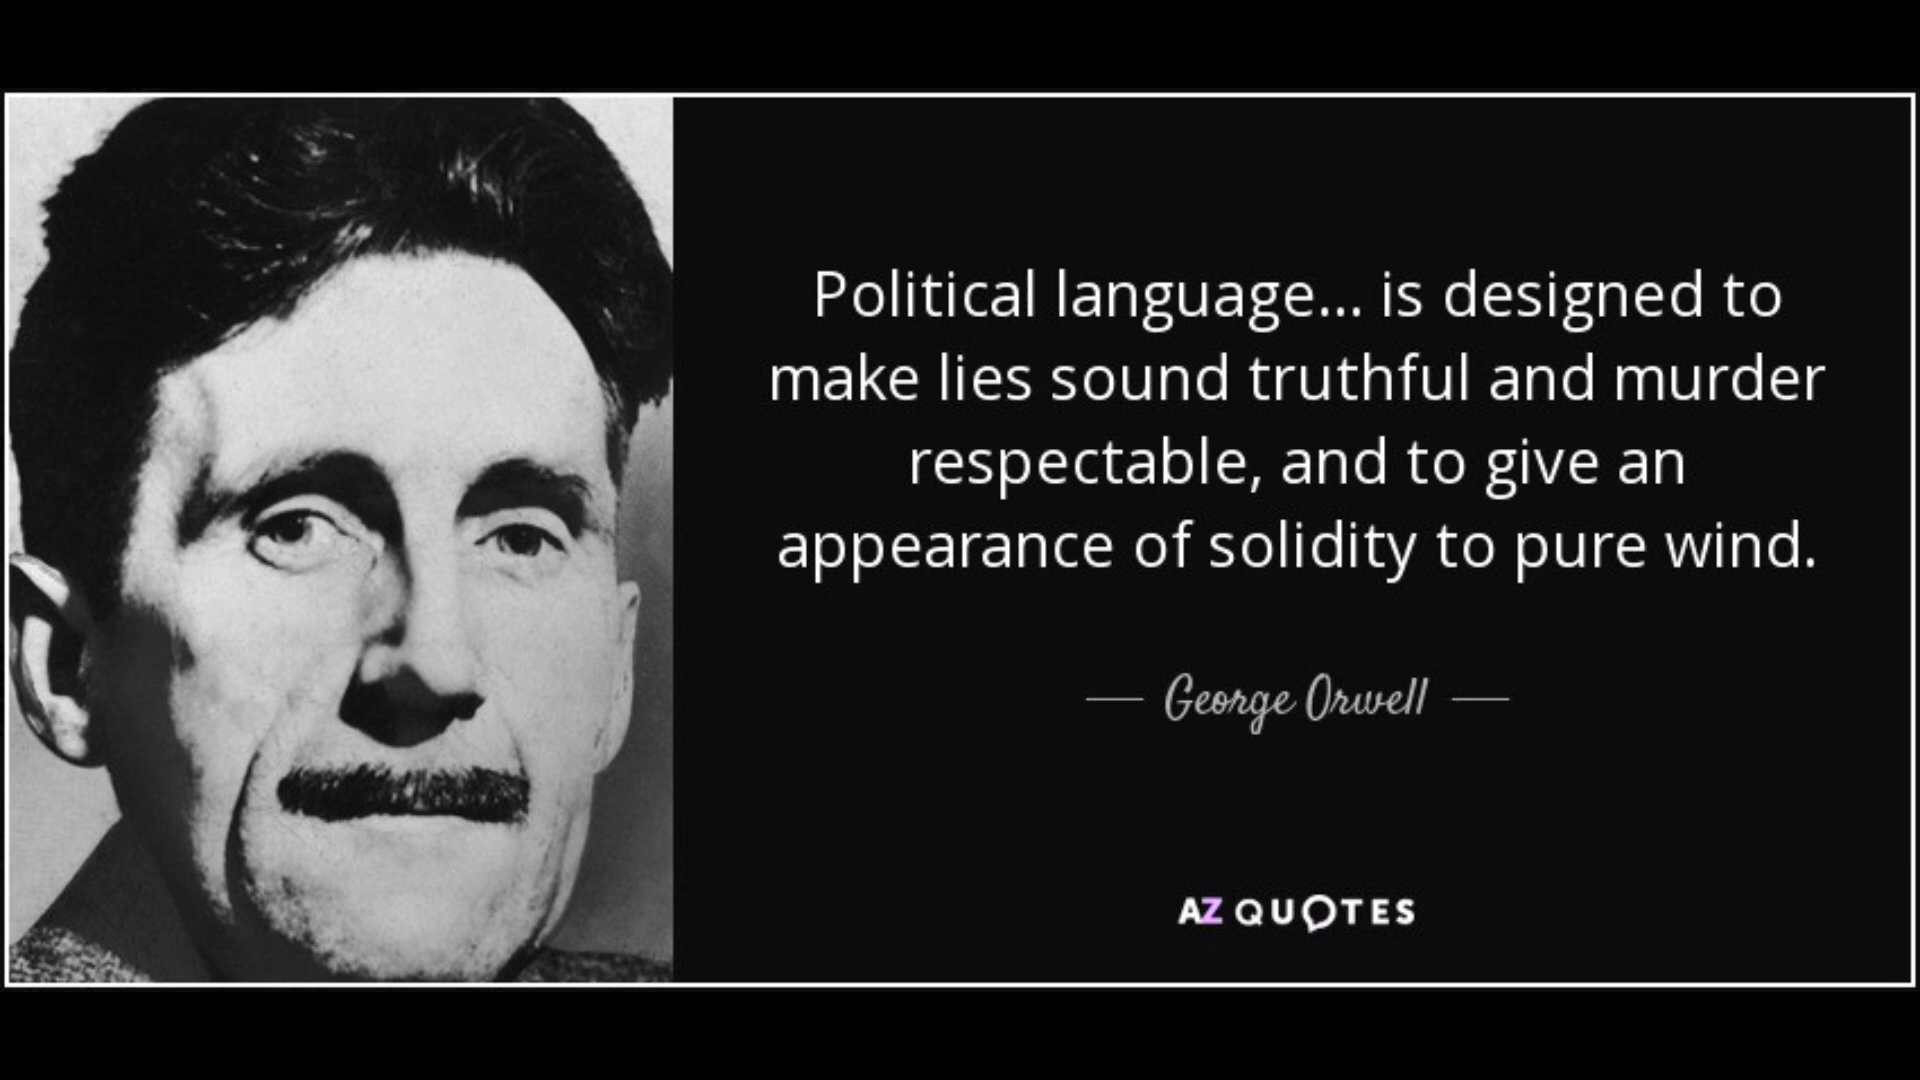 Political language... is designed to
make lies sound truthful and murder
respectable, and to give an
appearance of solidity to pure wind.
— George Orwell —
AZ QUOTES